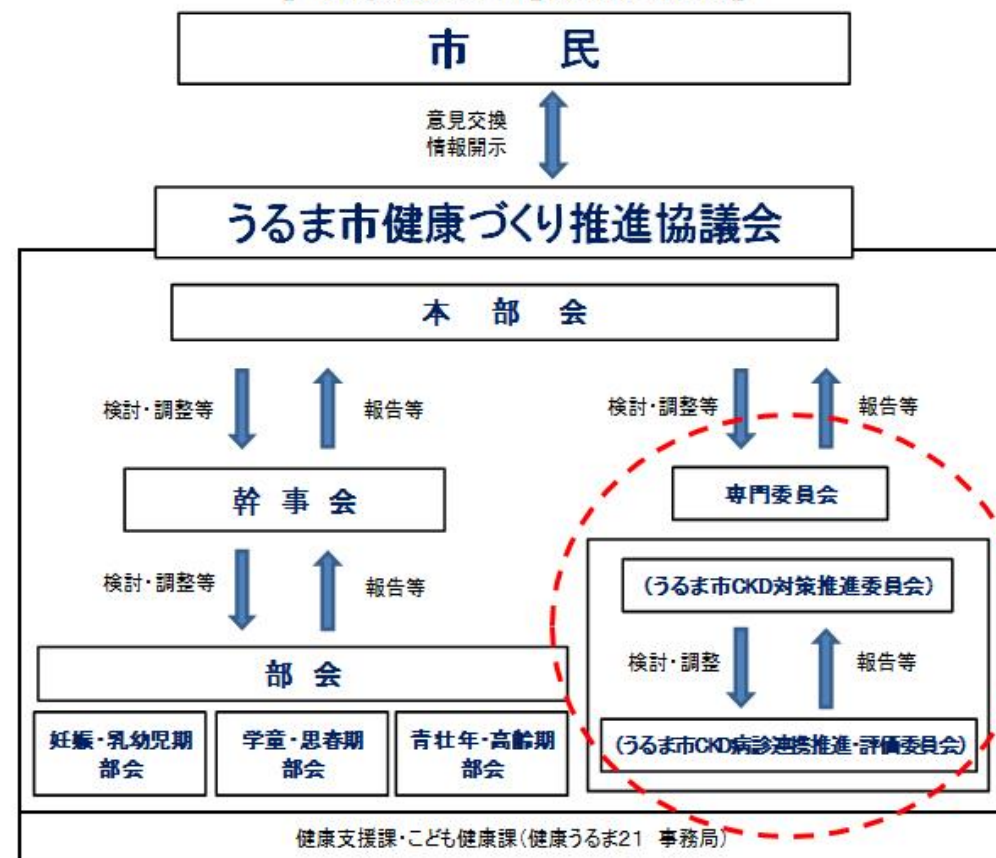 市　民
意見交換
情報開示
うるま市健康づくり推進協議会
本　部　会
検討・調整等
報告等
検討・調整等
報告等
幹　事　会
専門委員会
検討・調整等
報告等
(うるま市CKD対策推進委員会)
検討・調整
報告等
部　会
妊娠・乳幼児期
部会
学童・思春期
部会
青壮年・高齢期
部会
(うるま市CKD病診連携推進・評価委員会)
健康支援課・こども健康課(健康うるま21　事務局)